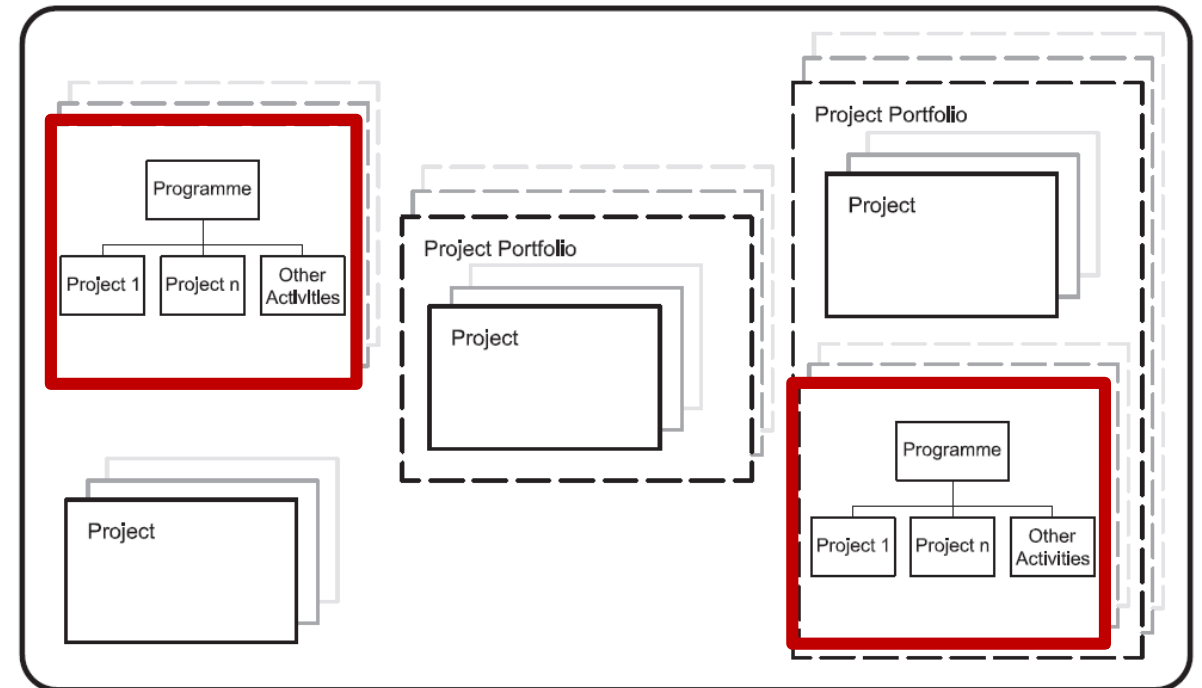 Programme
Project 1
Project n
Other
Activities
Project
Project Portfolio
Project
Project Portfolio
Project
Programme
Project 1
Project n
Other
Activities